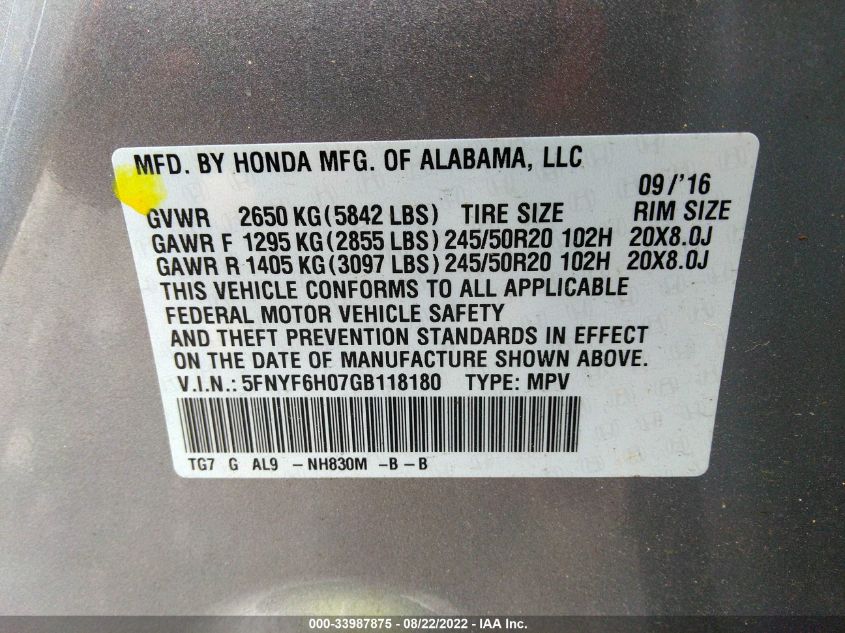 MFD. BY HONDA MFG. OF ALABAMA, LLC
09/'16
GVWR 2650 KG(5842 LBS) TIRE SIZE RIM SIZE
GAWR F 1295 KG(2855 LBS) 245/50R20 102H 20X8.0J
GAWR R 1405 KG(3097 LBS) 245/50R20 102H 20X8.0J
THIS VEHICLE CONFORMS TO ALL APPLICABLE
FEDERAL MOTOR VEHICLE SAFETY
AND THEFT PREVENTION STANDARDS IN EFFECT
ON THE DATE OF MANUFACTURE SHOWN ABOVE.
V.I.N.: 5FNYF6H07GB118180 TYPE: MPV
TG7 G AL9 -NH830M -B-B
000-33987875 - 08/22/2022 - IAA Inc.